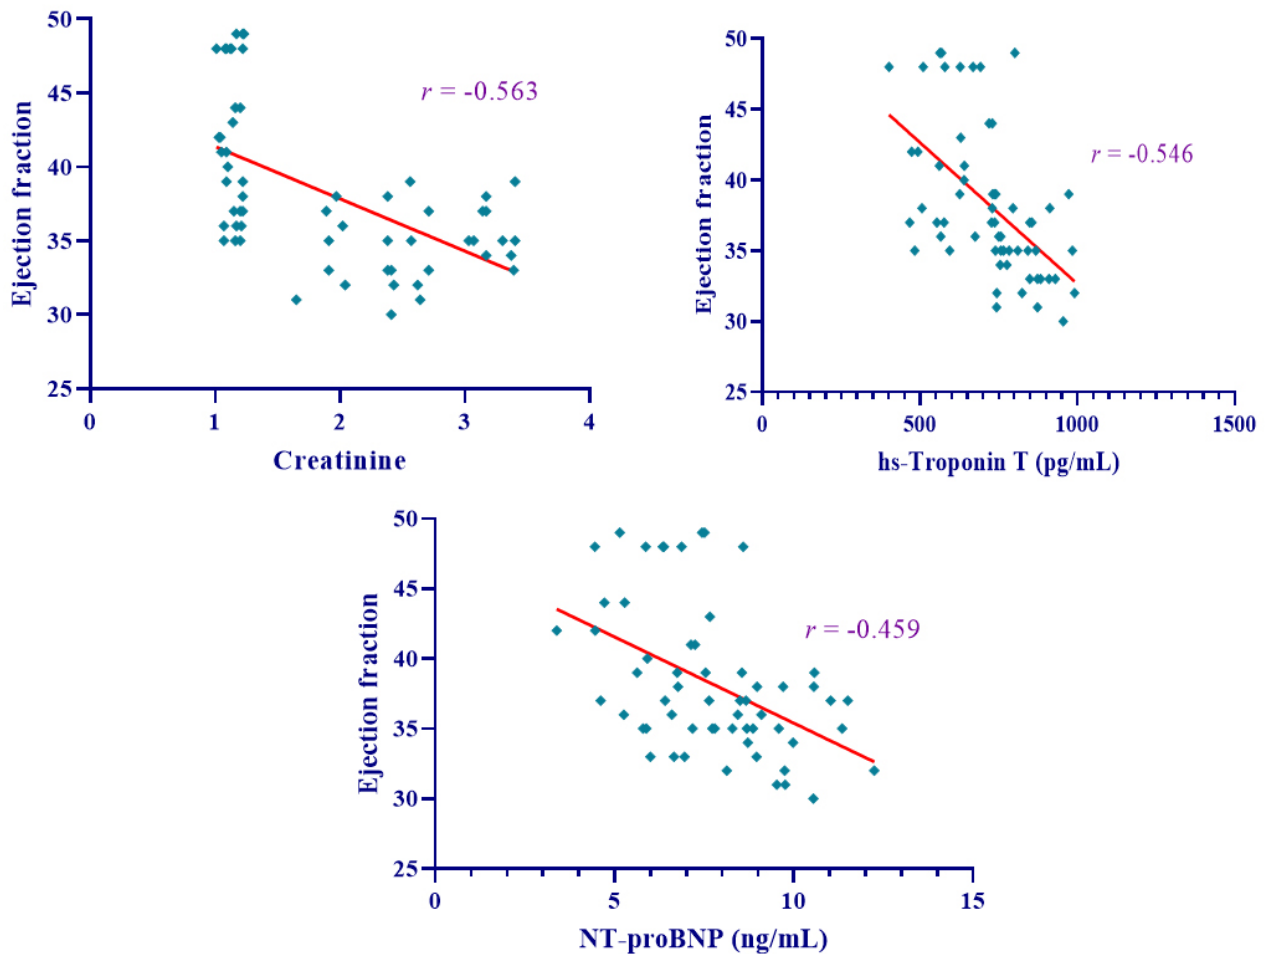 50
45
40
35
30
25
Ejection fraction
r = -0.563
0 1 2 3 4
Creatinine
50
45
40
35
30
25
Ejection fraction
r = -0.546
0 500 1000 1500
hs-Troponin T (pg/mL)
50
45
40
35
30
25
Ejection fraction
r = -0.459
0 5 10 15
NT-proBNP (ng/mL)